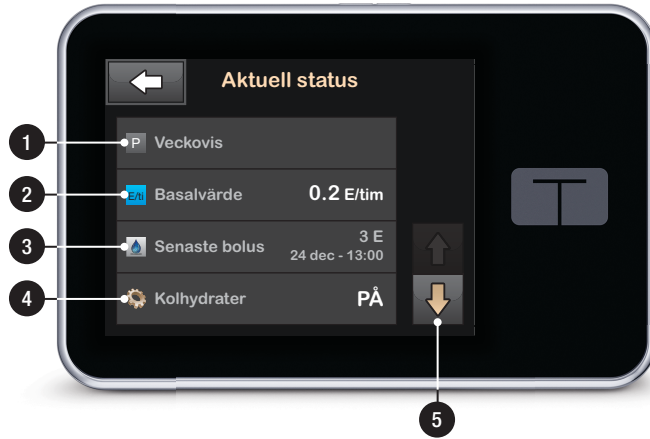 Aktuell status
1
P Veckovis
2
E/ti Basalvärde 0.2 E/tim
3
Senaste bolus 3 E
24 dec - 13:00
4
Kolhydrater PÅ
5